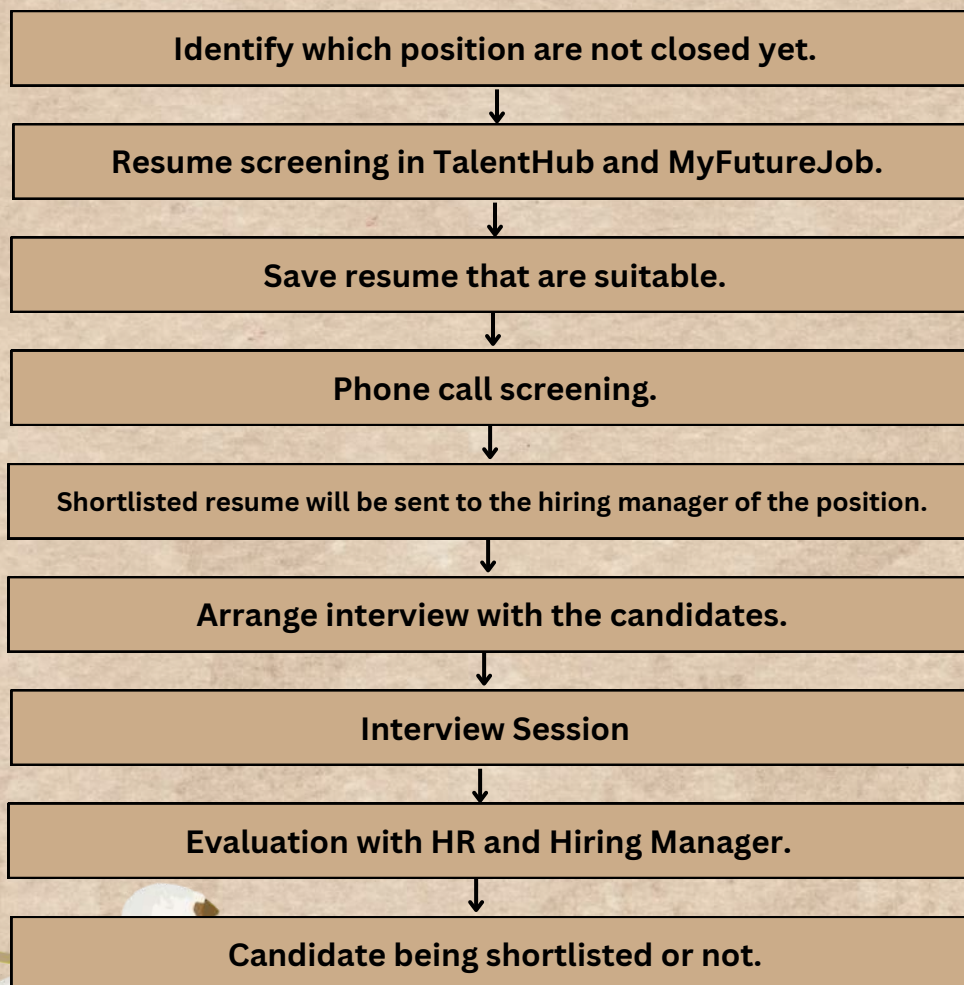 Identify which position are not closed yet.
Resume screening in TalentHub and MyFutureJob.
Save resume that are suitable.
Phone call screening.
Shortlisted resume will be sent to the hiring manager of the position.
Arrange interview with the candidates.
Interview Session
Evaluation with HR and Hiring Manager.
Candidate being shortlisted or not.